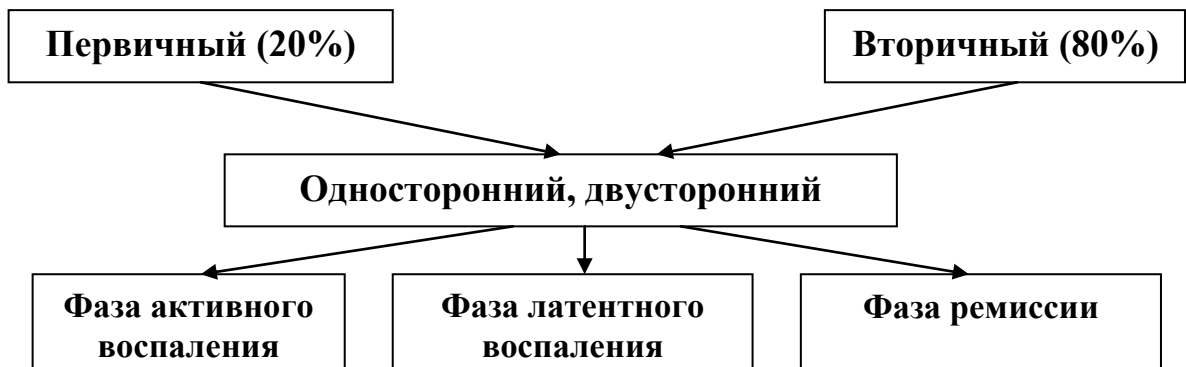 Первичный (20%)
Вторичный (80%)
Односторонний, двусторонний
Фаза активного
воспаления
Фаза латентного
воспаления
Фаза ремиссии